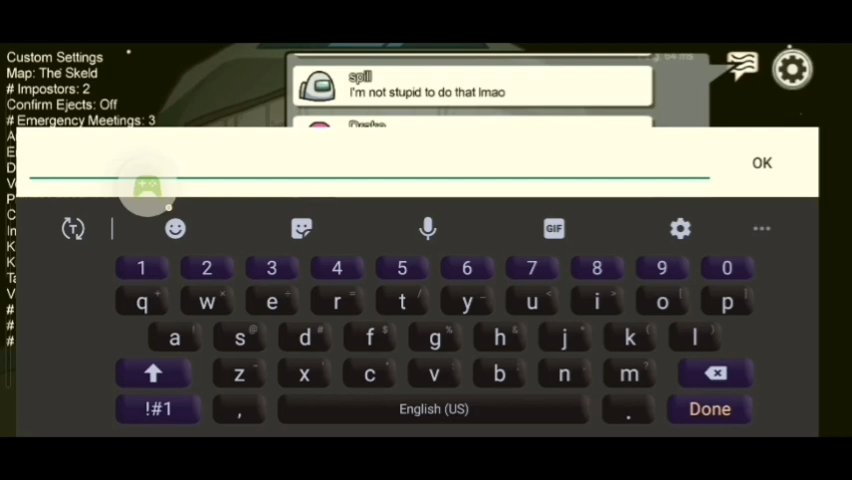 Custom Settings
Map: The Skeld
# Impostors: 2
Confirm Ejects: Off
# Emergency Meetings: 3
spill
I'm not stupid to do that lmao
OK
GIF
1 2 3 4 5 6 7 8 9 0
q w e r t y u i o p
a s d f g h j k l
z x c v b n m
!#1 , English (US) . Done